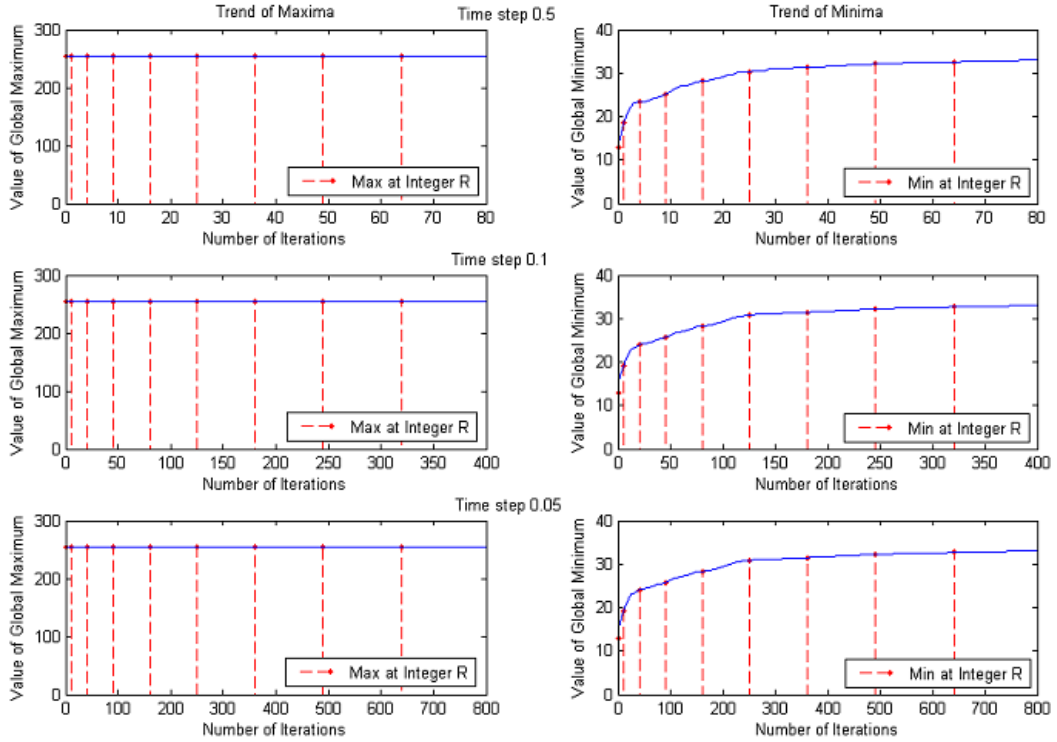 Trend of Maxima
Time step 0.5
Trend of Minima
Value of Global Maximum
300
200
100
0
Max at Integer R
0 10 20 30 40 50 60 70 80
Number of Iterations
Value of Global Minimum
40
30
20
10
0
Min at Integer R
0 10 20 30 40 50 60 70 80
Number of Iterations
Time step 0.1
Value of Global Maximum
300
200
100
0
Max at Integer R
0 50 100 150 200 250 300 350 400
Number of Iterations
Value of Global Minimum
40
30
20
10
0
Min at Integer R
0 50 100 150 200 250 300 350 400
Number of Iterations
Time step 0.05
Value of Global Maximum
300
200
100
0
Max at Integer R
0 100 200 300 400 500 600 700 800
Number of Iterations
Value of Global Minimum
40
30
20
10
0
Min at Integer R
0 100 200 300 400 500 600 700 800
Number of Iterations